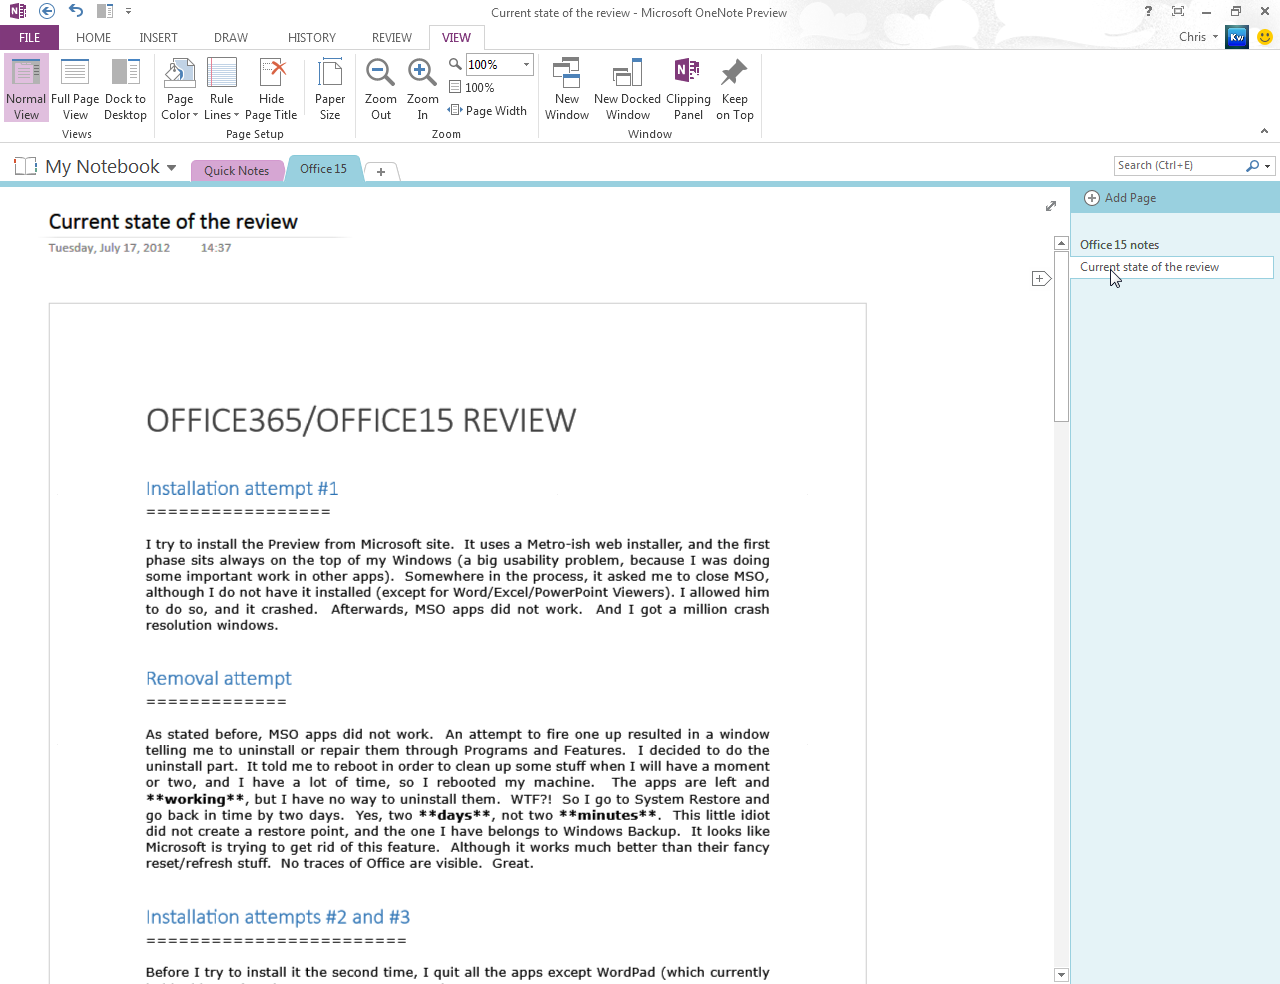 Current state of the review - Microsoft OneNote Preview
FILE HOME INSERT DRAW HISTORY REVIEW VIEW
Chris Kw
Normal View
Full Page View
Dock to Desktop
Views
Page Color
Rule Lines
Hide Page Title
Page Setup
Paper Size
Zoom Out
Zoom In
100%
100%
Page Width
Zoom
New Window
New Docked Window
Clipping Panel
Keep on Top
Window
My Notebook
Quick Notes
Office 15
Search (Ctrl+E)
Add Page
Office 15 notes
Current state of the review
Current state of the review
Tuesday, July 17, 2012 14:37
OFFICE365/OFFICE15 REVIEW
Installation attempt #1
=================
I try to install the Preview from Microsoft site.  It uses a Metro-ish web installer, and the first
phase sits always on the top of my Windows (a big usability problem, because I was doing
some important work in other apps).  Somewhere in the process, it asked me to close MSO,
although I do not have it installed (except for Word/Excel/PowerPoint Viewers). I allowed him
to do so, and it crashed.  Afterwards, MSO apps did not work.  And I got a million crash
resolution windows.
Removal attempt
=============
As stated before, MSO apps did not work.  An attempt to fire one up resulted in a window
telling me to uninstall or repair them through Programs and Features.  I decided to do the
uninstall part.  It told me to reboot in order to clean up some stuff when I will have a moment
or two, and I have a lot of time, so I rebooted my machine.  The apps are left and
**working**, but I have no way to uninstall them.  WTF?!  So I go to System Restore and
go back in time by two days.  Yes, two **days**, not two **minutes**.  This little idiot
did not create a restore point, and the one I have belongs to Windows Backup.  It looks like
Microsoft is trying to get rid of this feature.  Although it works much better than their fancy
reset/refresh stuff.  No traces of Office are visible.  Great.
Installation attempts #2 and #3
========================
Before I try to install it the second time, I quit all the apps except WordPad (which currently